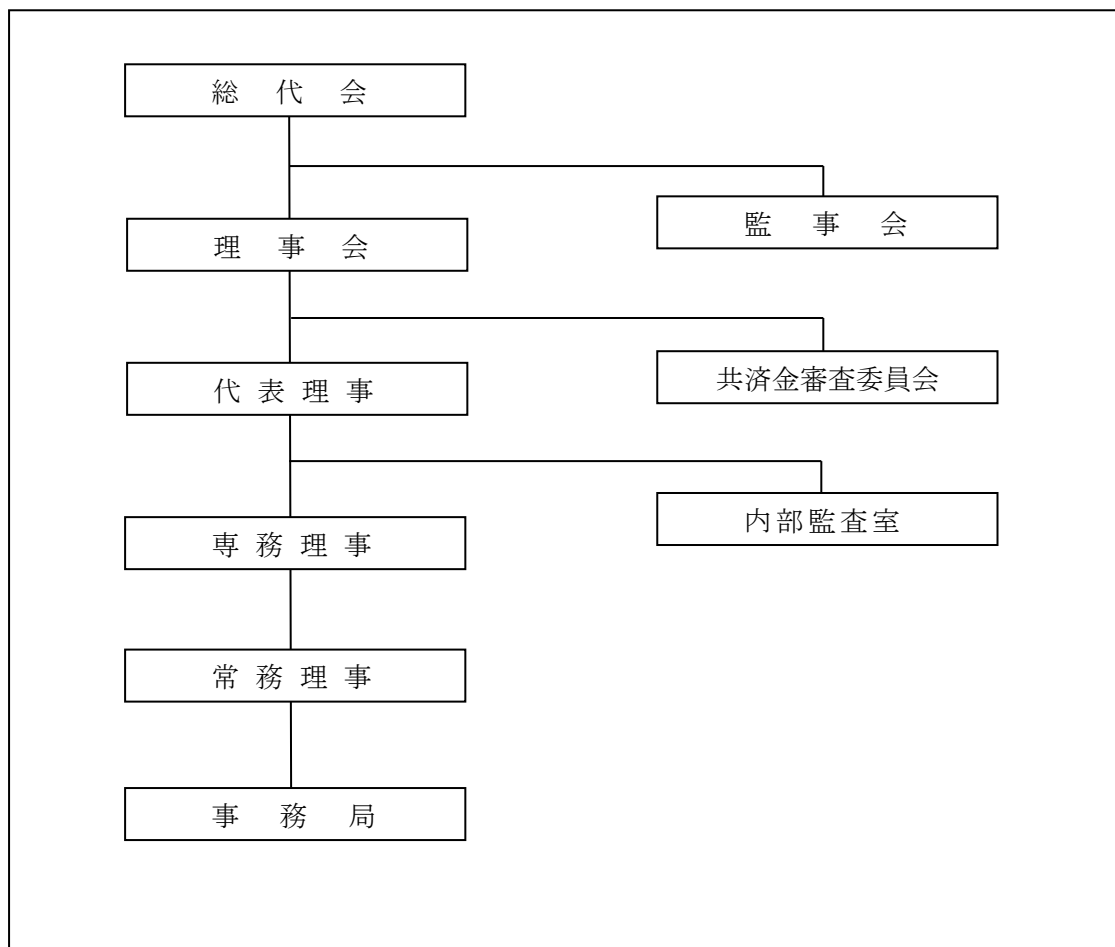 総代会
監事会
理事会
共済金審査委員会
代表理事
内部監査室
専務理事
常務理事
事務局